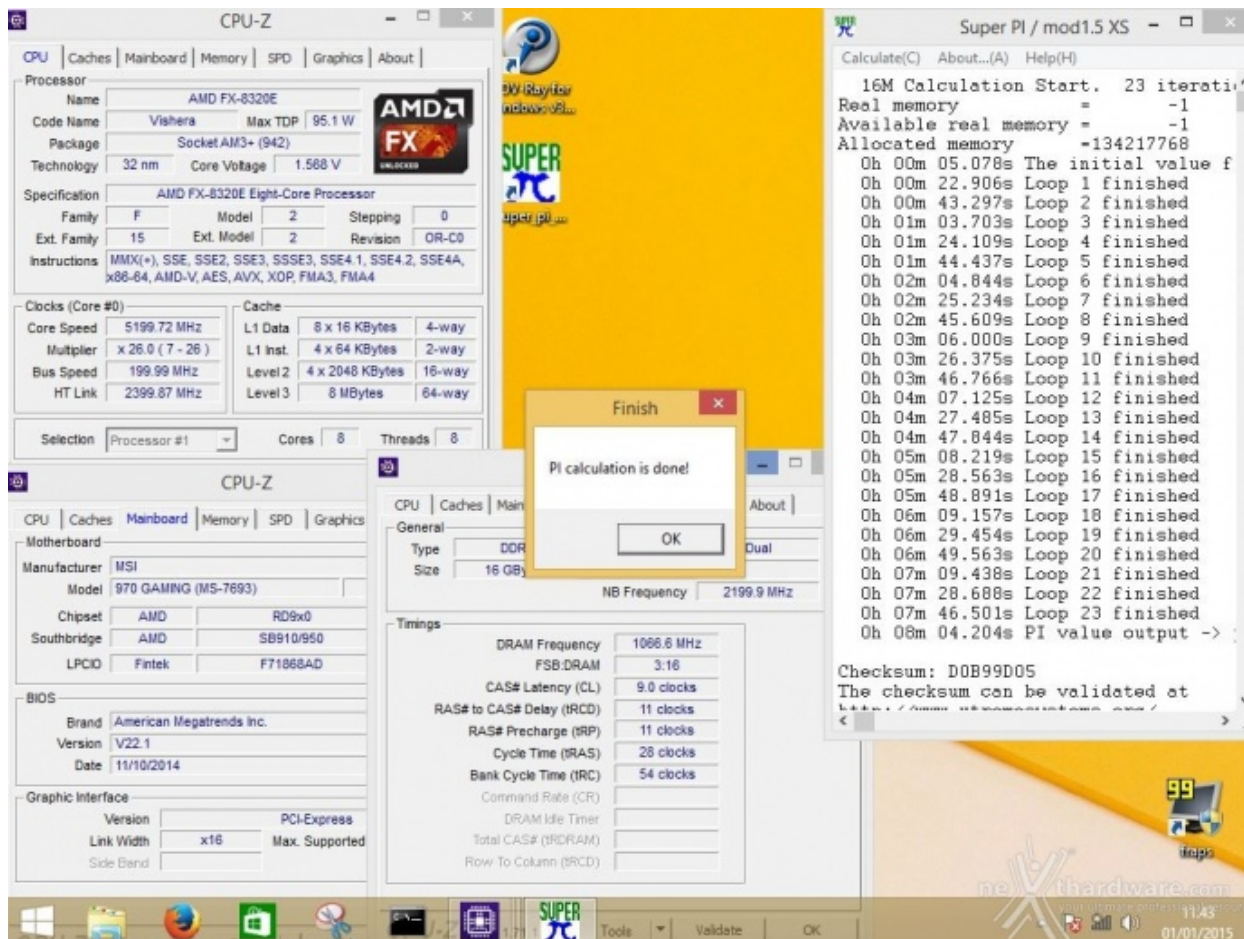 CPU-Z
CPU Caches Mainboard Memory SPD Graphics About
Processor
Name AMD FX-8320E
Code Name Vishera Max TDP 95.1 W
Package Socket AM3+ (942)
Technology 32 nm Core Voltage 1.568 V
AMD
FX
UNLOCKED
Specification AMD FX-8320E Eight-Core Processor
Family F Model 2 Stepping 0
Ext. Family 15 Ext. Model 2 Revision OR-C0
Instructions MMX(+), SSE, SSE2, SSE3, SSSE3, SSE4.1, SSE4.2, SSE4A,
x86-64, AMD-V, AES, AVX, XOP, FMA3, FMA4
Clocks (Core #0) Cache
Core Speed 5199.72 MHz L1 Data 8 x 16 KBytes 4-way
Multiplier x 26.0 ( 7 - 26 ) L1 Inst. 4 x 64 KBytes 2-way
Bus Speed 199.99 MHz Level 2 4 x 2048 KBytes 16-way
HT Link 2399.87 MHz Level 3 8 MBytes 64-way
Selection Processor #1 Cores 8 Threads 8
SUPER
π
super pi ...
Super PI / mod1.5 XS
Calculate(C) About...(A) Help(H)
16M Calculation Start. 23 iterati
Real memory = -1
Available real memory = -1
Allocated memory =-134217768
0h 00m 05.078s The initial value f
0h 00m 22.906s Loop 1 finished
0h 00m 43.297s Loop 2 finished
0h 01m 03.703s Loop 3 finished
0h 01m 24.109s Loop 4 finished
0h 01m 44.437s Loop 5 finished
0h 02m 04.844s Loop 6 finished
0h 02m 25.234s Loop 7 finished
0h 02m 45.609s Loop 8 finished
0h 03m 06.000s Loop 9 finished
0h 03m 26.375s Loop 10 finished
0h 03m 46.766s Loop 11 finished
0h 04m 07.125s Loop 12 finished
0h 04m 27.485s Loop 13 finished
0h 04m 47.844s Loop 14 finished
0h 05m 08.219s Loop 15 finished
0h 05m 28.563s Loop 16 finished
0h 05m 48.891s Loop 17 finished
0h 06m 09.157s Loop 18 finished
0h 06m 29.454s Loop 19 finished
0h 06m 49.563s Loop 20 finished
0h 07m 09.438s Loop 21 finished
0h 07m 28.688s Loop 22 finished
0h 07m 46.501s Loop 23 finished
0h 08m 04.204s PI value output ->
Checksum: D0B99D05
The checksum can be validated at
Finish
PI calculation is done!
OK
CPU-Z
CPU Caches Mainboard Memory SPD Graphics
Motherboard
Manufacturer MSI
Model 970 GAMING (MS-7693)
Chipset AMD RD9x0
Southbridge AMD SB910/950
LPCIO Fintek F71868AD
BIOS
Brand American Megatrends Inc.
Version V22.1
Date 11/10/2014
Graphic Interface
Version PCI-Express
Link Width x16 Max. Supported
Side Band
CPU Caches Main About
General
Type DDR Dual
Size 16 GBy
NB Frequency 2199.9 MHz
Timings
DRAM Frequency 1066.6 MHz
FSB:DRAM 3:16
CAS# Latency (CL) 9.0 clocks
RAS# to CAS# Delay (tRCD) 11 clocks
RAS# Precharge (tRP) 11 clocks
Cycle Time (tRAS) 28 clocks
Bank Cycle Time (tRC) 54 clocks
Command Rate (CR)
DRAM Idle Timer
Total CAS# (tRDRAM)
Row To Column (tRCD)
Tools Validate OK
SUPER
π
99
fraps
nexthardware.com
your ultimate professional resource
11:43
01/01/2015